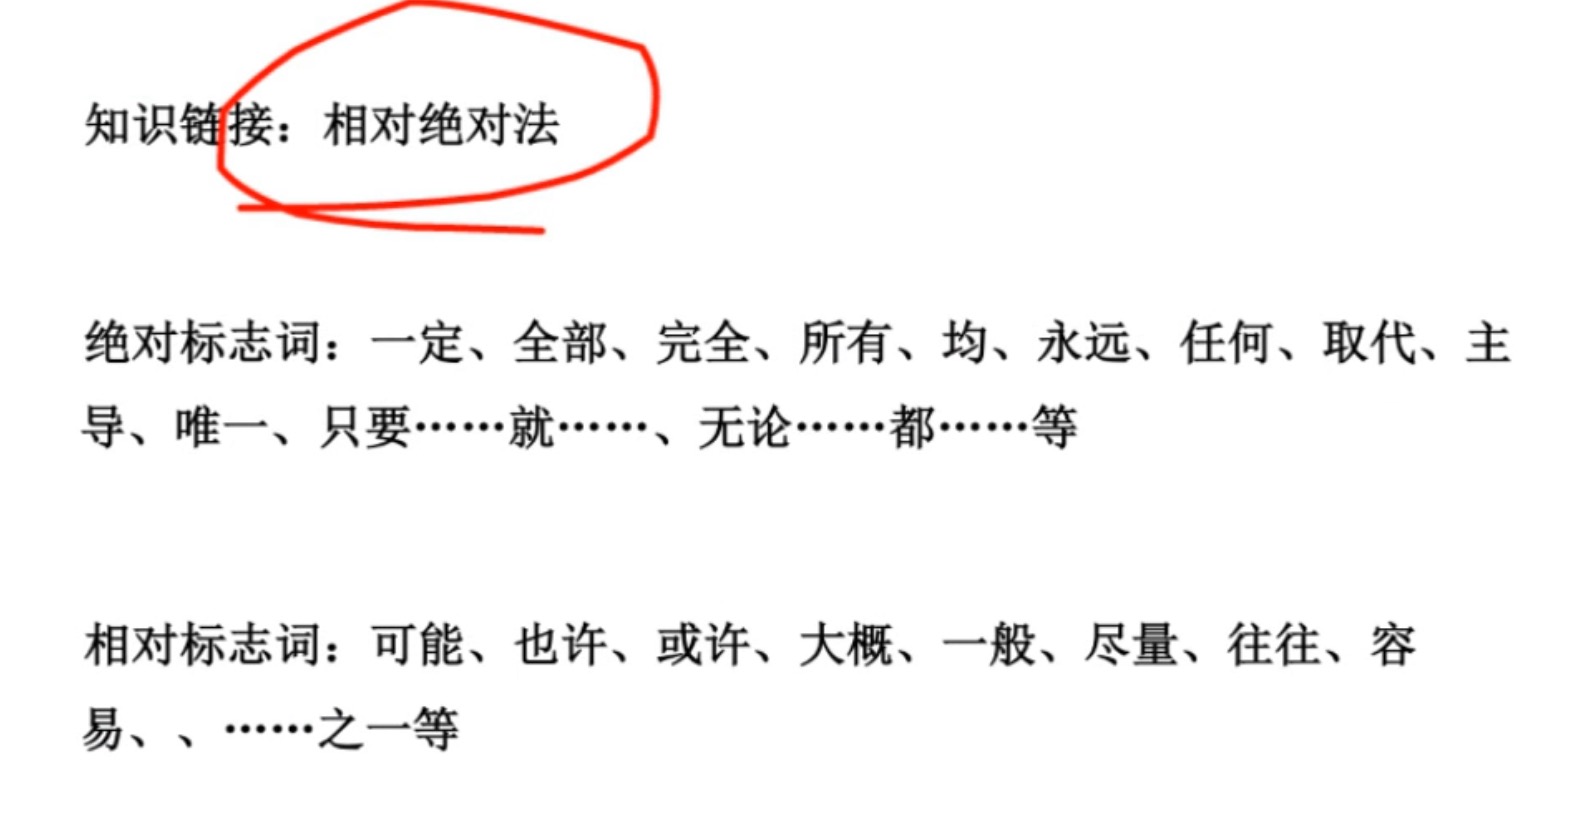 知识链接：相对绝对法
绝对标志词：一定、全部、完全、所有、均、永远、任何、取代、主
导、唯一、只要……就……、无论……都……等
相对标志词：可能、也许、或许、大概、一般、尽量、往往、容
易、、……之一等